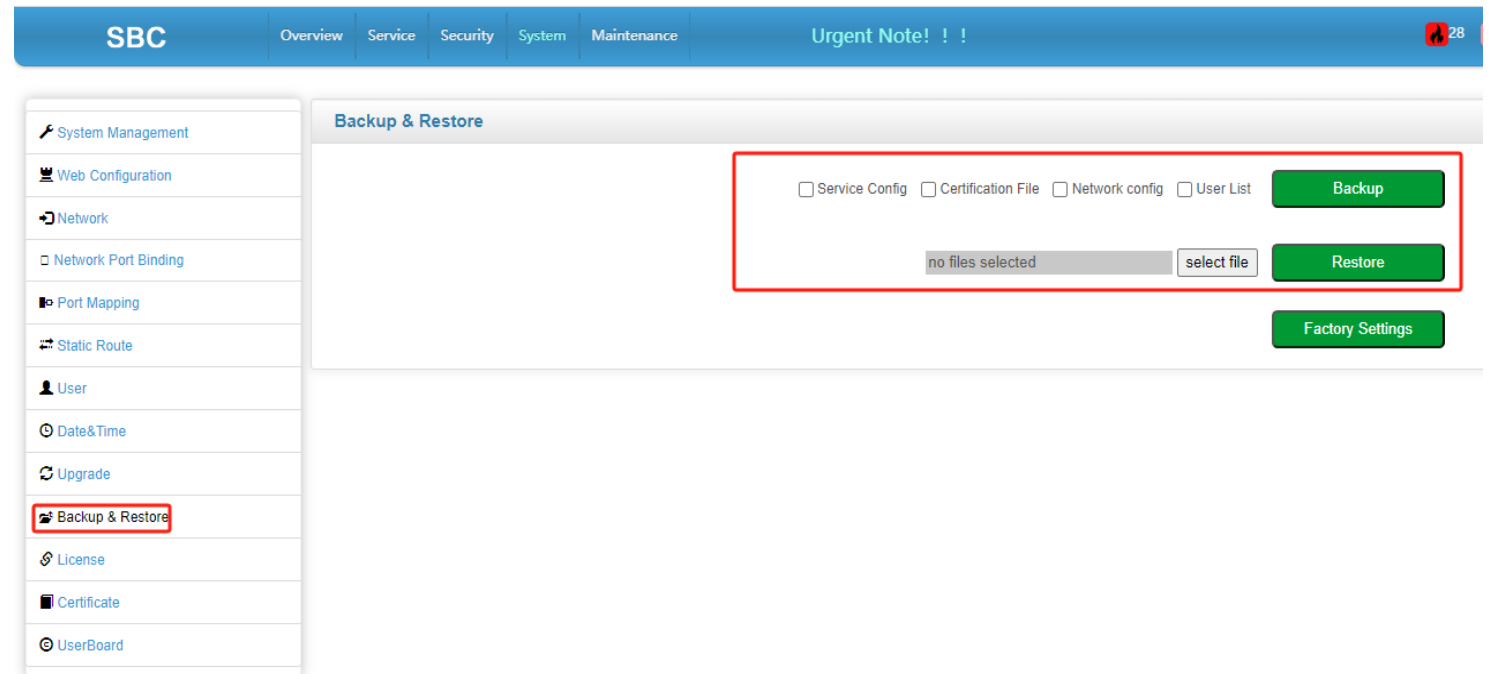 SBC Overview Service Security System Maintenance Urgent Note! ! ! 28
System Management
Web Configuration
Network
Network Port Binding
Port Mapping
Static Route
User
Date&Time
Upgrade
Backup & Restore
License
Certificate
UserBoard
Backup & Restore
Service Config Certification File Network config User List Backup
no files selected select file Restore
Factory Settings